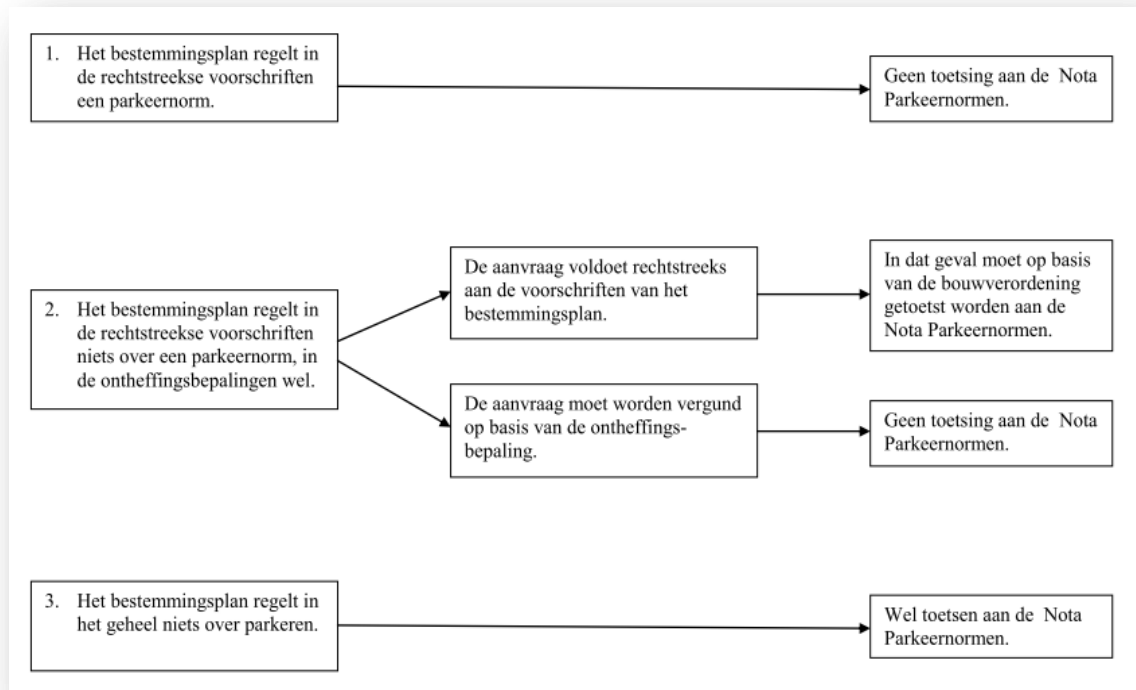 1. Het bestemmingsplan regelt in
de rechtstreekse voorschriften
een parkeernorm.
Geen toetsing aan de Nota
Parkeernormen.
2. Het bestemmingsplan regelt in
de rechtstreekse voorschriften
niets over een parkeernorm, in
de ontheffingsbepalingen wel.
De aanvraag voldoet rechtstreeks
aan de voorschriften van het
bestemmingsplan.
In dat geval moet op basis
van de bouwverordening
getoetst worden aan de
Nota Parkeernormen.
De aanvraag moet worden vergund
op basis van de ontheffings-
bepaling.
Geen toetsing aan de Nota
Parkeernormen.
3. Het bestemmingsplan regelt in
het geheel niets over parkeren.
Wel toetsen aan de Nota
Parkeernormen.